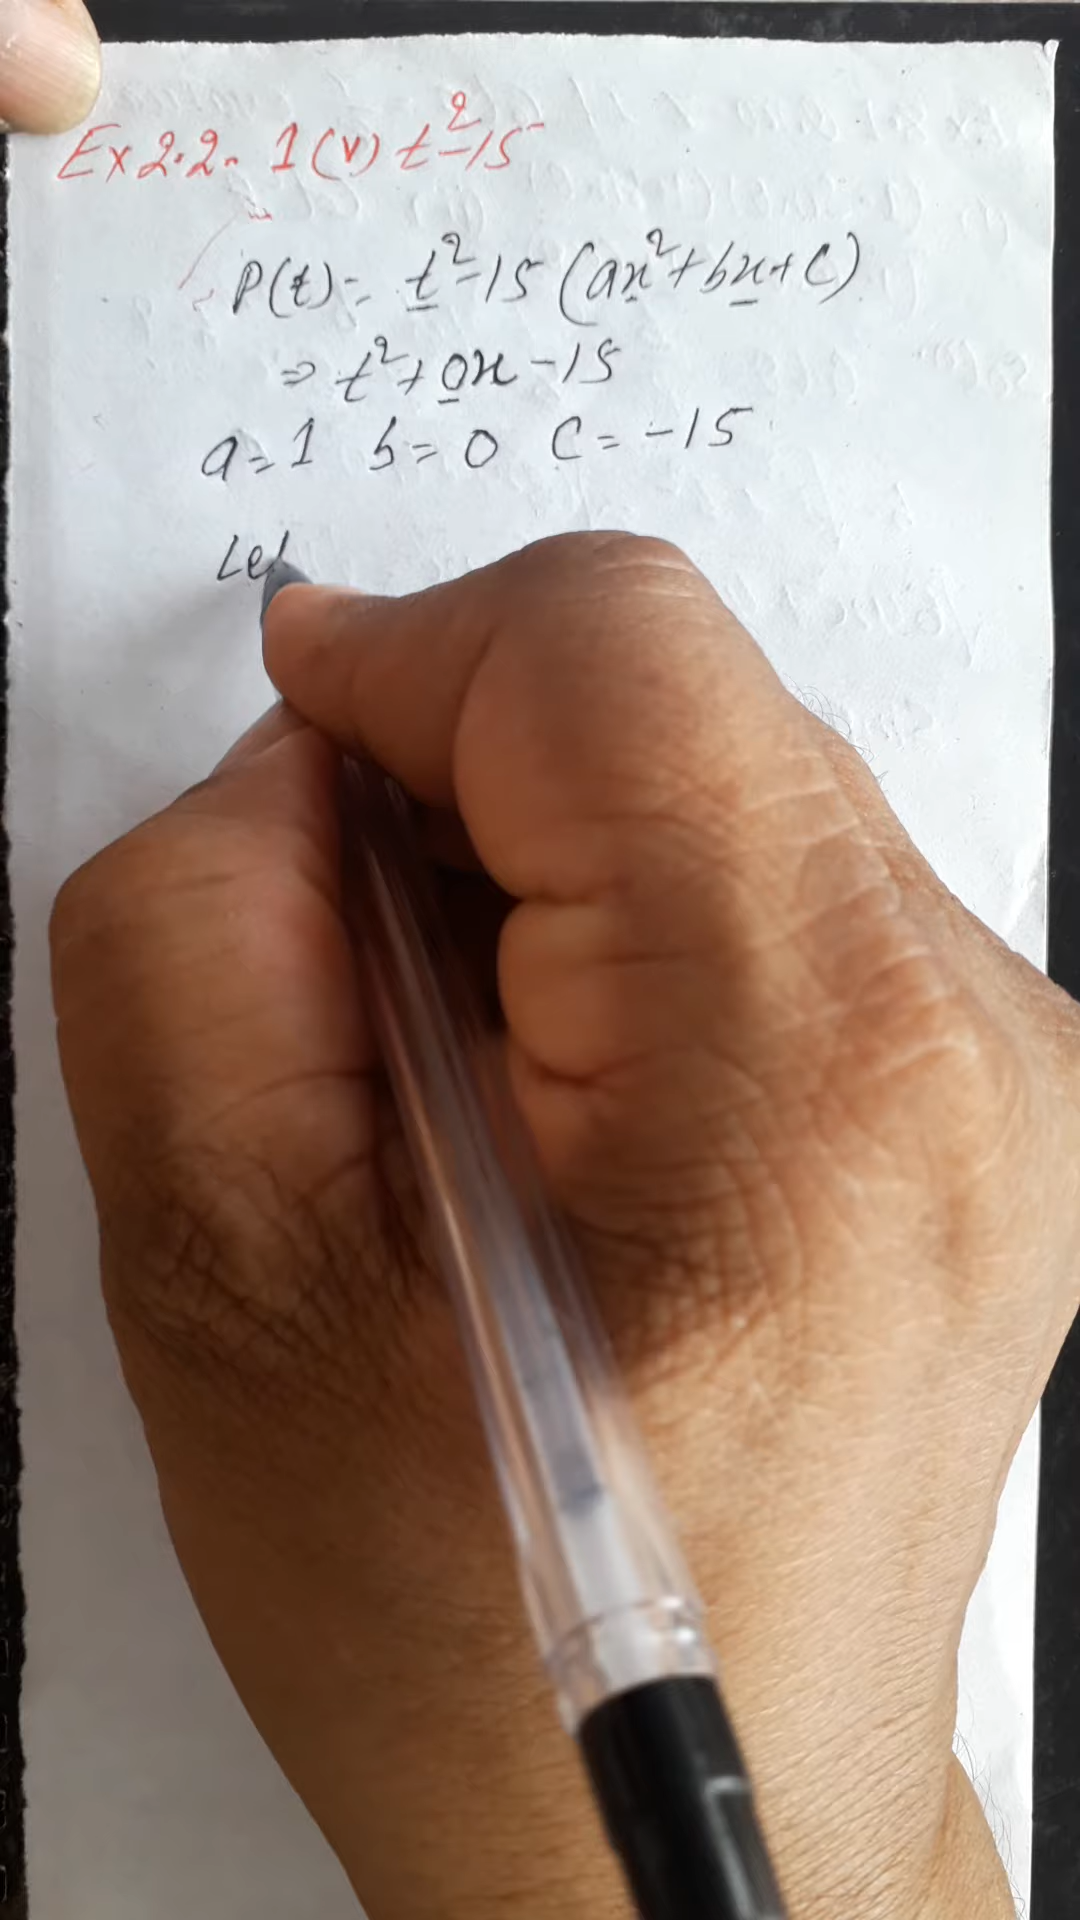 Ex 2.2. 1(v) t²-15
P(t) = t²-15 (ax²+bx+c)
⇒ t²+0x-15
a=1 b=0 c=-15
Let